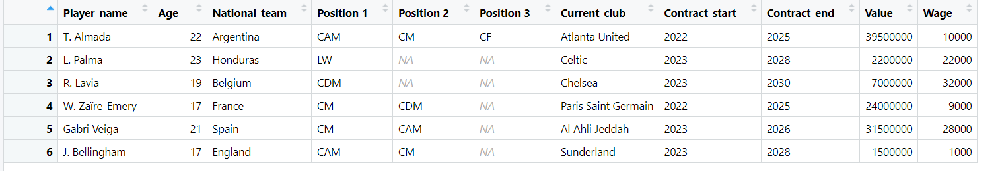 Player_name Age National_team Position 1 Position 2 Position 3 Current_club Contract_start Contract_end Value Wage
1 T. Almada 22 Argentina CAM CM CF Atlanta United 2022 2025 39500000 10000
2 L. Palma 23 Honduras LW NA NA Celtic 2023 2028 2200000 22000
3 R. Lavia 19 Belgium CDM NA NA Chelsea 2023 2030 7000000 32000
4 W. Zaïre-Emery 17 France CM CDM NA Paris Saint Germain 2022 2025 24000000 9000
5 Gabri Veiga 21 Spain CM CAM NA Al Ahli Jeddah 2023 2026 31500000 28000
6 J. Bellingham 17 England CAM CM NA Sunderland 2023 2028 1500000 1000